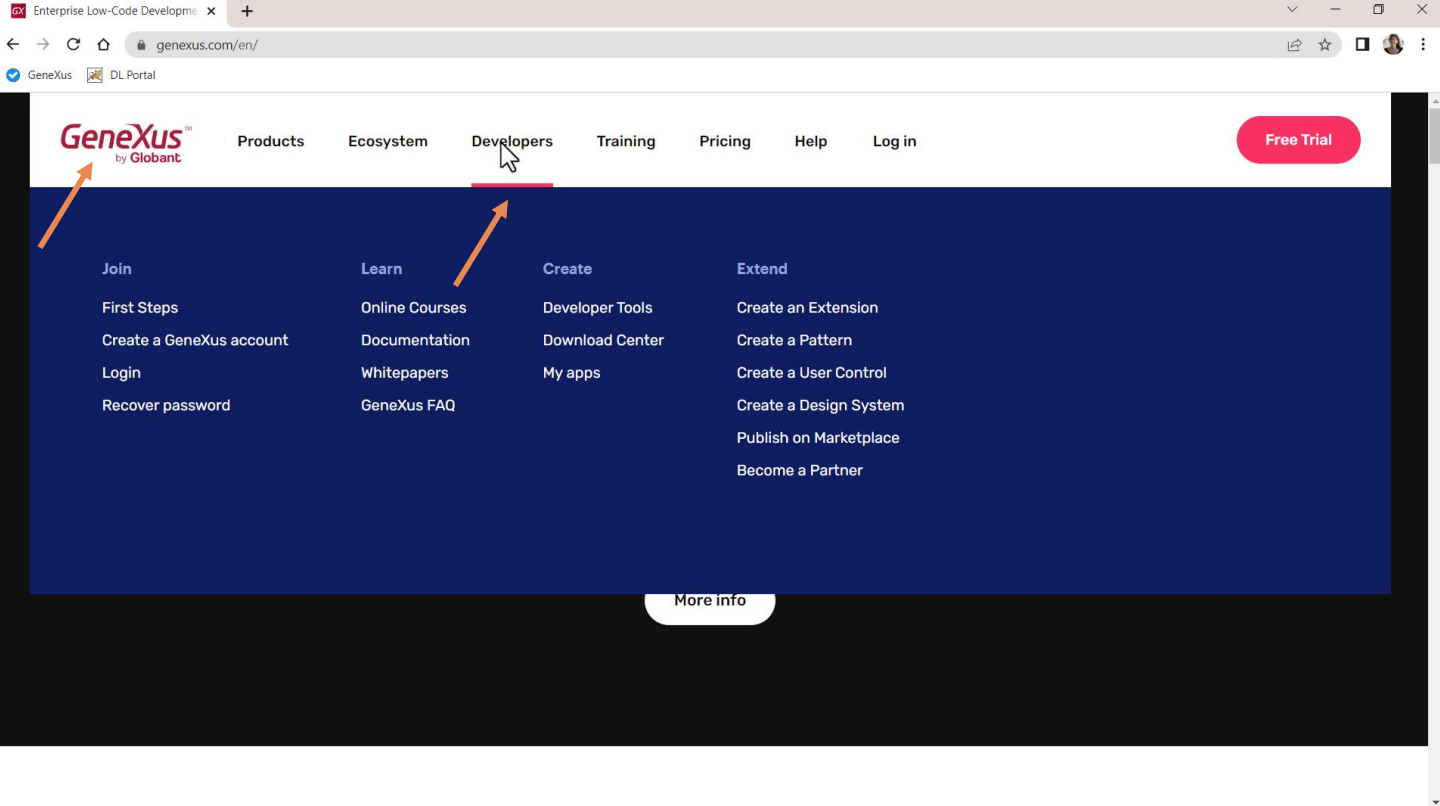 GX Enterprise Low-Code Developme
genexus.com/en/
GeneXus DL Portal
GeneXus™
by Globant
Products Ecosystem Developers Training Pricing Help Log in Free Trial
Join
First Steps
Create a GeneXus account
Login
Recover password
Learn
Online Courses
Documentation
Whitepapers
GeneXus FAQ
Create
Developer Tools
Download Center
My apps
Extend
Create an Extension
Create a Pattern
Create a User Control
Create a Design System
Publish on Marketplace
Become a Partner
More info